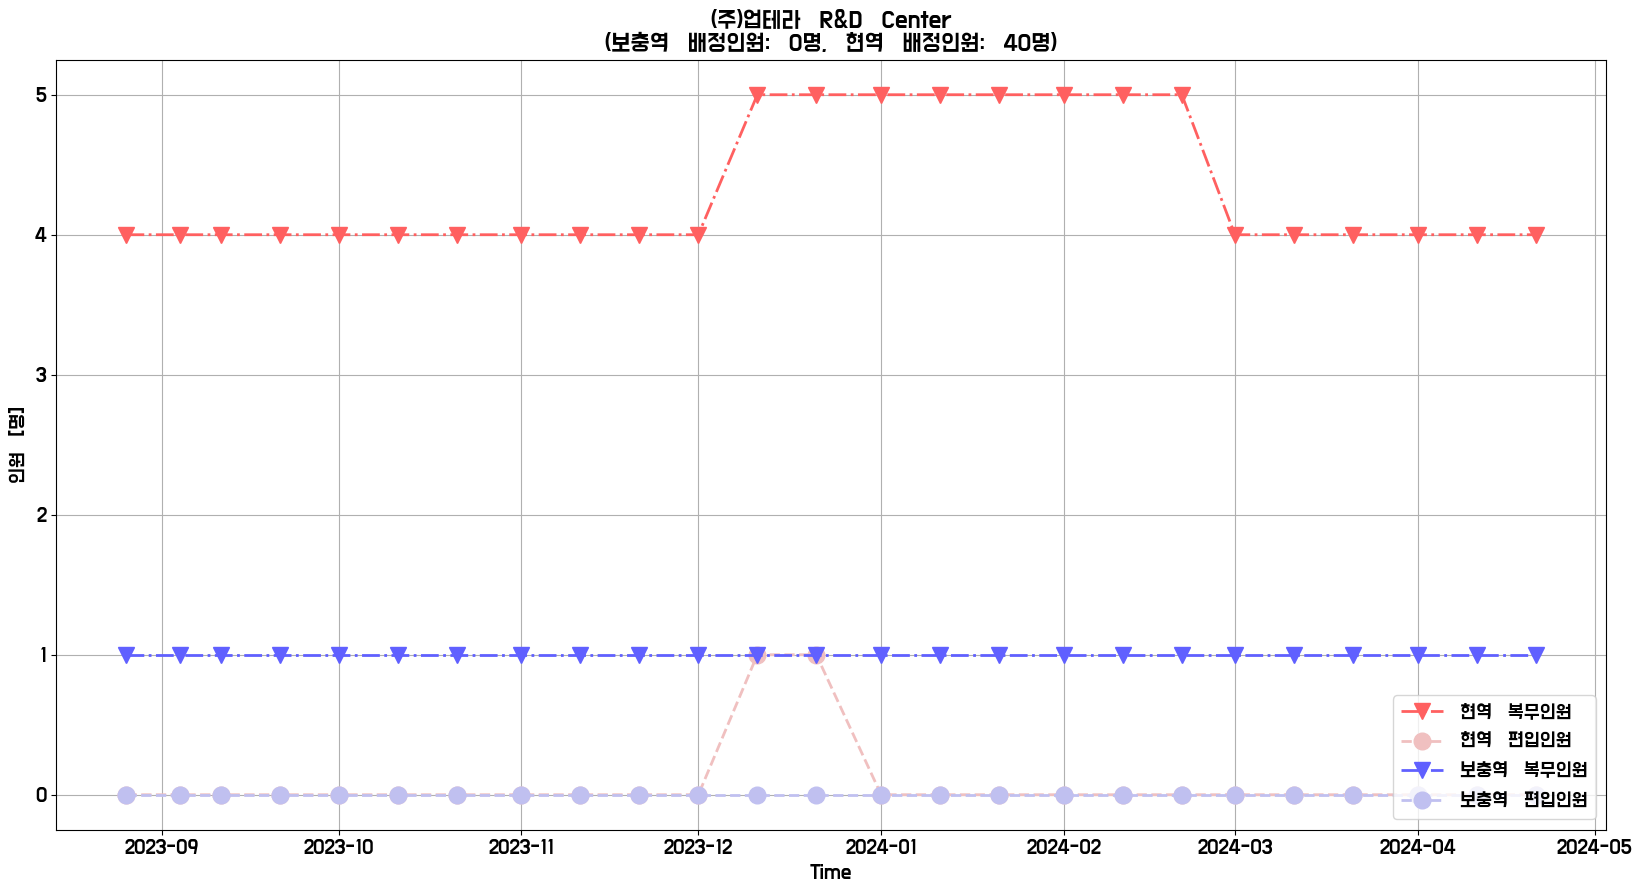 (주)업테라 R&D Center
(보충역 배정인원: 0명, 현역 배정인원: 40명)
5
4
3
2
1
0
인원 [명]
현역 복무인원
현역 편입인원
보충역 복무인원
보충역 편입인원
2023-09 2023-10 2023-11 2023-12 2024-01 2024-02 2024-03 2024-04 2024-05
Time